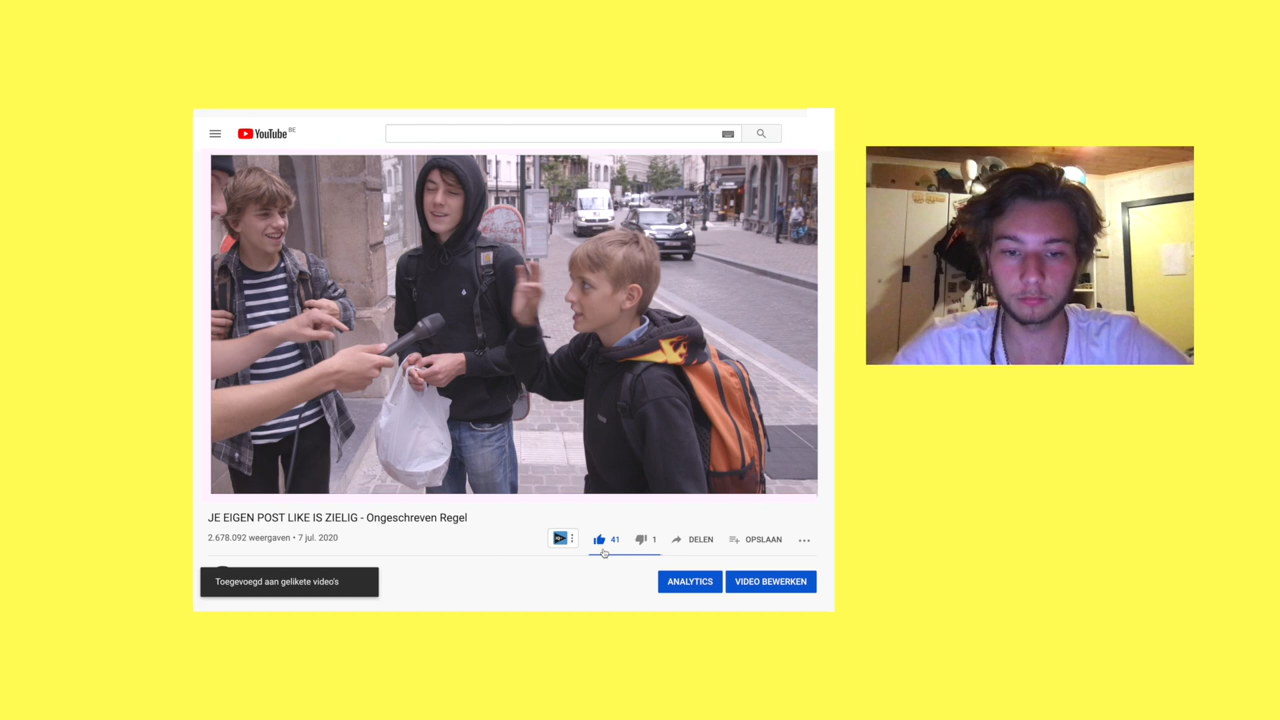 YouTube BE
JE EIGEN POST LIKE IS ZIELIG - Ongeschreven Regel
2.678.092 weergaven • 7 jul. 2020
41
1
DELEN
OPSLAAN
Toegevoegd aan gelikete video's
ANALYTICS
VIDEO BEWERKEN